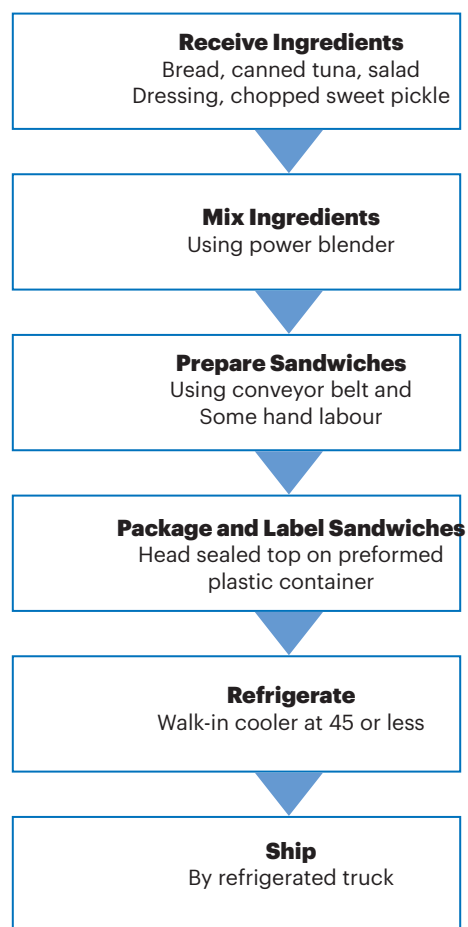 Receive Ingredients
Bread, canned tuna, salad
Dressing, chopped sweet pickle
Mix Ingredients
Using power blender
Prepare Sandwiches
Using conveyor belt and
Some hand labour
Package and Label Sandwiches
Head sealed top on preformed
plastic container
Refrigerate
Walk-in cooler at 45 or less
Ship
By refrigerated truck